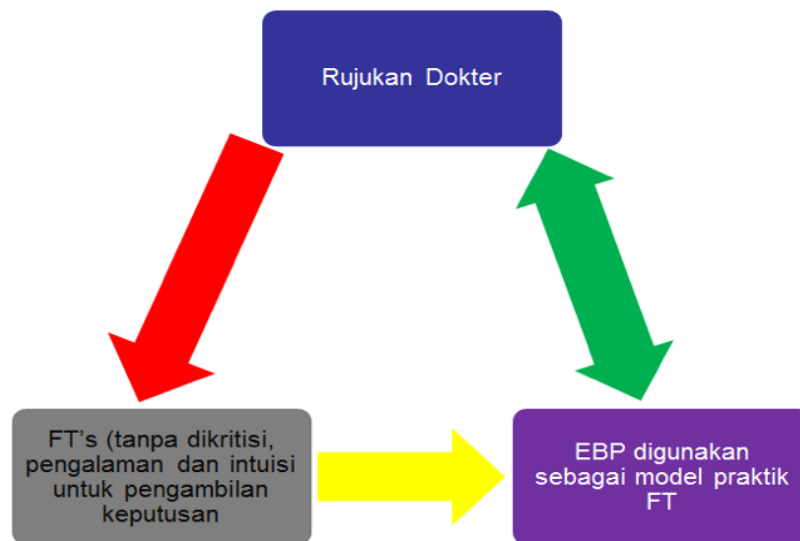 Rujukan Dokter
FT's (tanpa dikritisi,
pengalaman dan intuisi
untuk pengambilan
keputusan
EBP digunakan
sebagai model praktik
FT